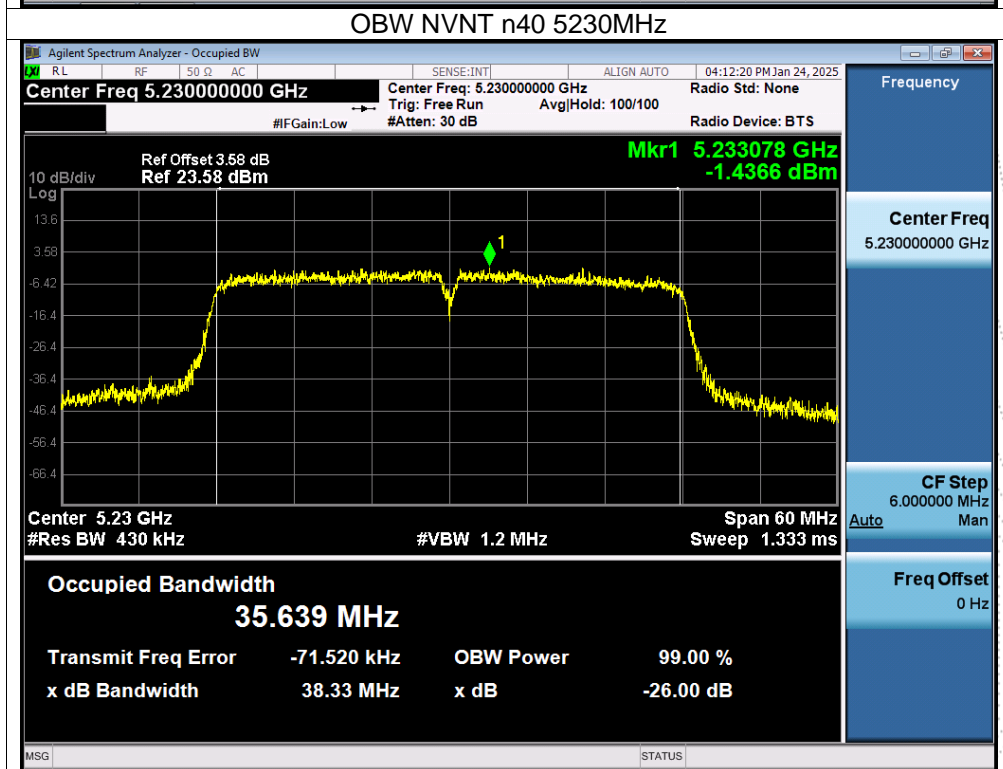 OBW NVNT n40 5230MHz
Agilent Spectrum Analyzer - Occupied BW
LXI RL RF 50 Ω AC SENSE:INT ALIGN AUTO 04:12:20 PM Jan 24, 2025
Center Freq 5.230000000 GHz Center Freq: 5.230000000 GHz Radio Std: None
Trig: Free Run Avg|Hold: 100/100
#IFGain:Low #Atten: 30 dB Radio Device: BTS
Frequency
Mkr1 5.233078 GHz
-1.4366 dBm
Ref Offset 3.58 dB
10 dB/div Ref 23.58 dBm
Log
13.6
3.58
-6.42
-16.4
-26.4
-36.4
-46.4
-56.4
-66.4
1
Center 5.23 GHz Span 60 MHz
#Res BW 430 kHz #VBW 1.2 MHz Sweep 1.333 ms
Center Freq
5.230000000 GHz
CF Step
6.000000 MHz
Auto Man
Freq Offset
0 Hz
Occupied Bandwidth
35.639 MHz
Transmit Freq Error -71.520 kHz OBW Power 99.00 %
x dB Bandwidth 38.33 MHz x dB -26.00 dB
MSG STATUS